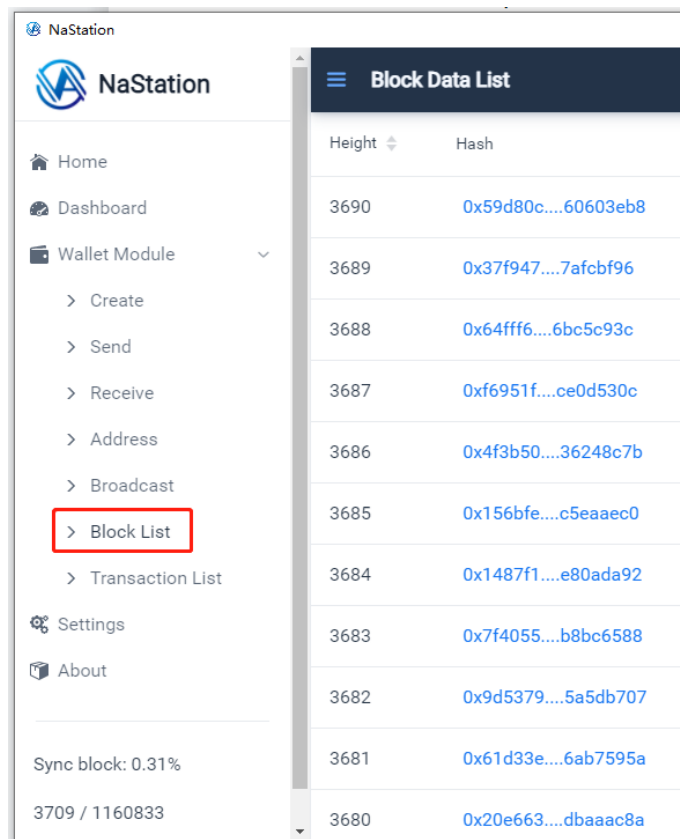 NaStation
NaStation
Home
Dashboard
Wallet Module
Create
Send
Receive
Address
Broadcast
Block List
Transaction List
Settings
About
Sync block: 0.31%
3709 / 1160833
Block Data List
Height Hash
3690 0x59d80c....60603eb8
3689 0x37f947....7afcbf96
3688 0x64fff6....6bc5c93c
3687 0xf6951f....ce0d530c
3686 0x4f3b50....36248c7b
3685 0x156bfe....c5eaaec0
3684 0x1487f1....e80ada92
3683 0x7f4055....b8bc6588
3682 0x9d5379....5a5db707
3681 0x61d33e....6ab7595a
3680 0x20e663....dbaaac8a